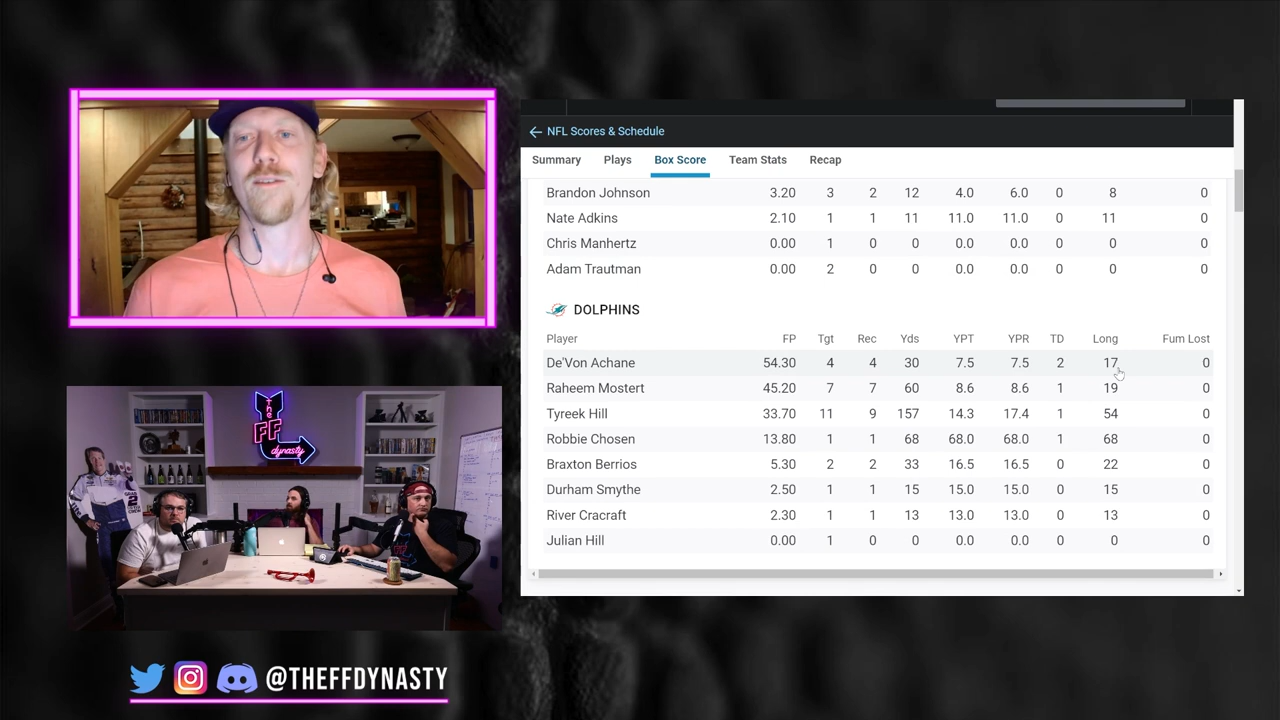 NFL Scores & Schedule
Summary Plays Box Score Team Stats Recap
Brandon Johnson 3.20 3 2 12 4.0 6.0 0 8 0
Nate Adkins 2.10 1 1 11 11.0 11.0 0 11 0
Chris Manhertz 0.00 1 0 0 0.0 0.0 0 0 0
Adam Trautman 0.00 2 0 0 0.0 0.0 0 0 0
DOLPHINS
Player FP Tgt Rec Yds YPT YPR TD Long Fum Lost
De'Von Achane 54.30 4 4 30 7.5 7.5 2 17 0
Raheem Mostert 45.20 7 7 60 8.6 8.6 1 19 0
Tyreek Hill 33.70 11 9 157 14.3 17.4 1 54 0
Robbie Chosen 13.80 1 1 68 68.0 68.0 1 68 0
Braxton Berrios 5.30 2 2 33 16.5 16.5 0 22 0
Durham Smythe 2.50 1 1 15 15.0 15.0 0 15 0
River Cracraft 2.30 1 1 13 13.0 13.0 0 13 0
Julian Hill 0.00 1 0 0 0.0 0.0 0 0 0
the
FF
dynasty
@THEFFDYNASTY